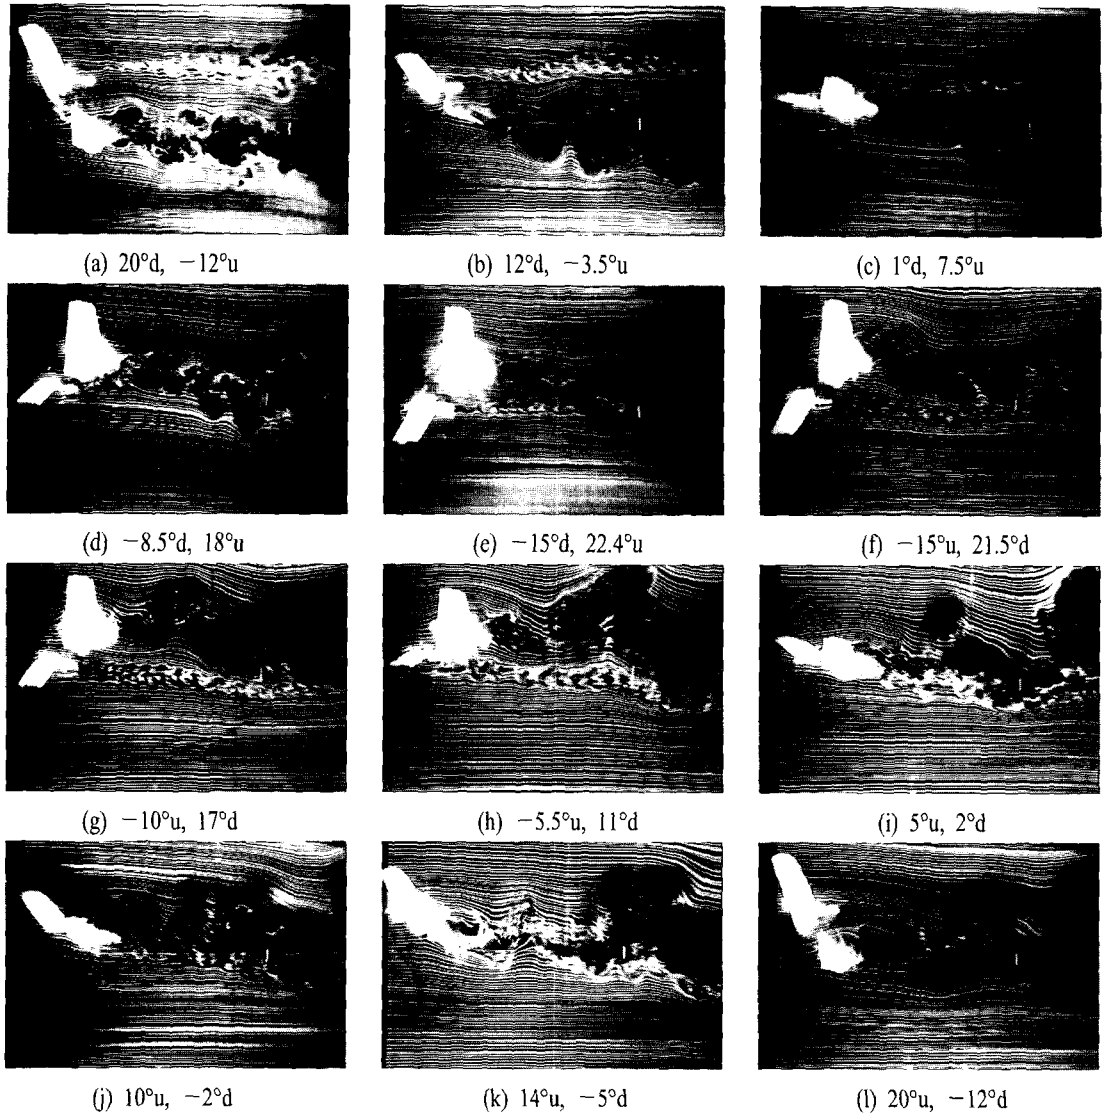 (a) 20°d, −12°u
(b) 12°d, −3.5°u
(c) 1°d, 7.5°u
(d) −8.5°d, 18°u
(e) −15°d, 22.4°u
(f) −15°u, 21.5°d
(g) −10°u, 17°d
(h) −5.5°u, 11°d
(i) 5°u, 2°d
(j) 10°u, −2°d
(k) 14°u, −5°d
(l) 20°u, −12°d